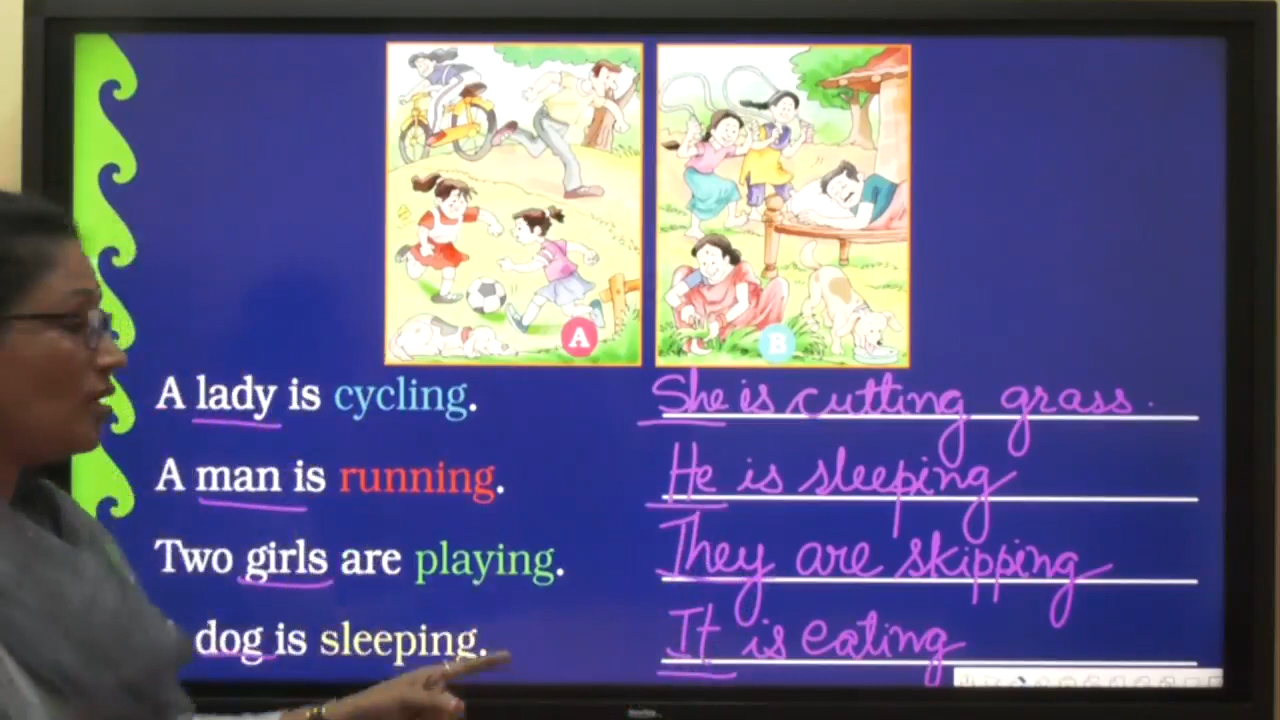 A
B
A lady is cycling.
She is cutting grass.
A man is running.
He is sleeping
Two girls are playing.
They are skipping
dog is sleeping.
It is eating